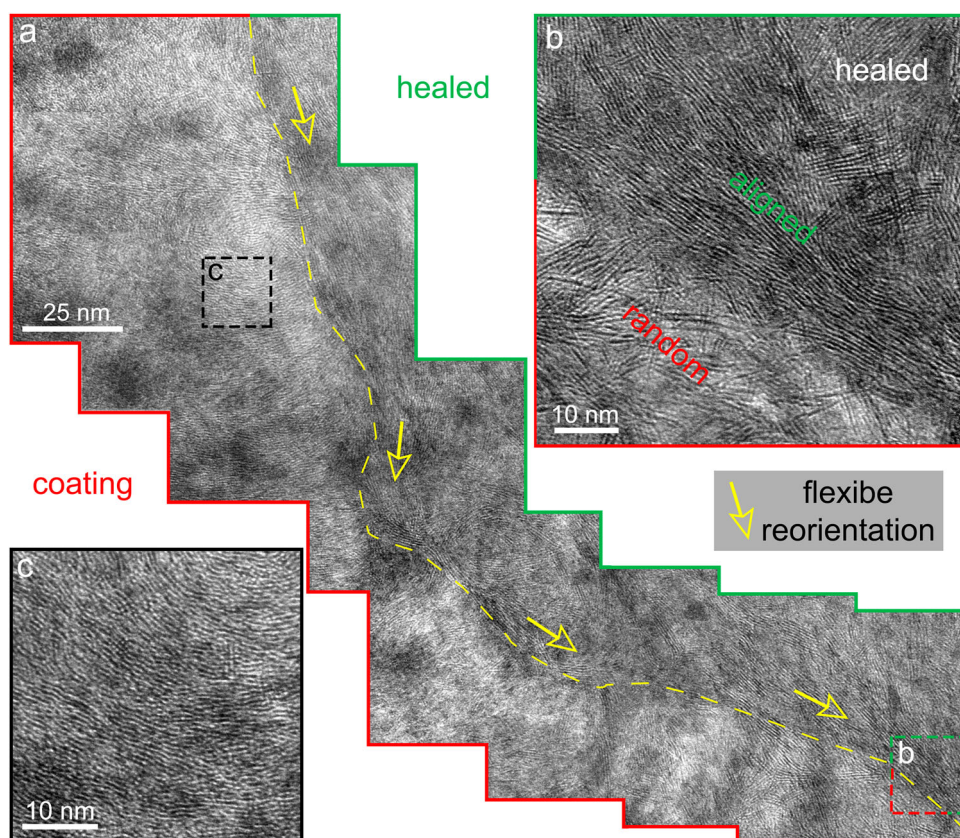 a
healed
b
healed
aligned
random
10 nm
c
25 nm
coating
flexibe
reorientation
c
10 nm
b